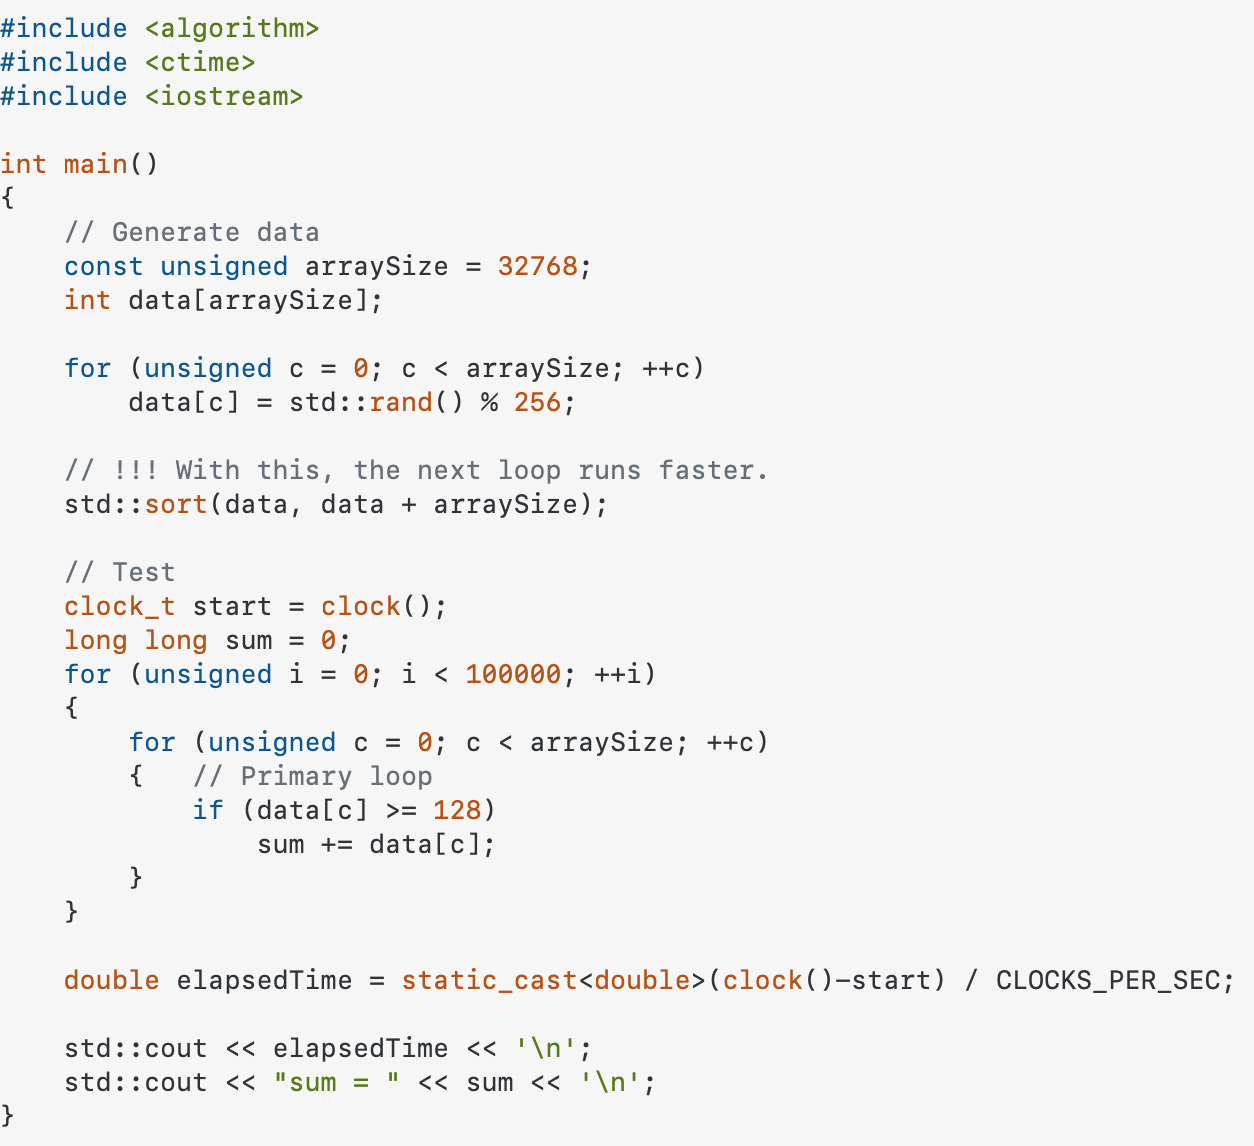 #include <algorithm>
#include <ctime>
#include <iostream>

int main()
{
    // Generate data
    const unsigned arraySize = 32768;
    int data[arraySize];

    for (unsigned c = 0; c < arraySize; ++c)
        data[c] = std::rand() % 256;

    // !!! With this, the next loop runs faster.
    std::sort(data, data + arraySize);

    // Test
    clock_t start = clock();
    long long sum = 0;
    for (unsigned i = 0; i < 100000; ++i)
    {
        for (unsigned c = 0; c < arraySize; ++c)
        {   // Primary loop
            if (data[c] >= 128)
                sum += data[c];
        }
    }

    double elapsedTime = static_cast<double>(clock()-start) / CLOCKS_PER_SEC;

    std::cout << elapsedTime << '\n';
    std::cout << "sum = " << sum << '\n';
}